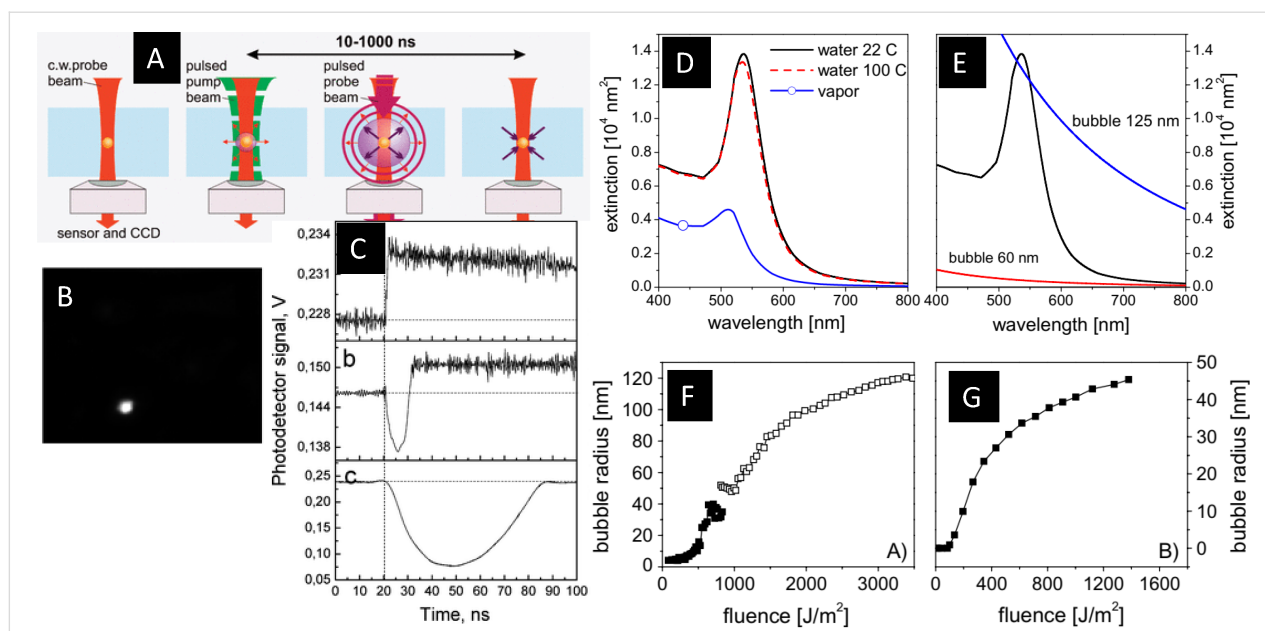 A
10-1000 ns
c.w.probe
beam
pulsed
pump
beam
pulsed
probe
beam
sensor and CCD
B
C
Photodetector signal, V
0,234
0,231
0,228
b
0,150
0,144
0,138
c
0,25
0,20
0,15
0,10
0,05
0 10 20 30 40 50 60 70 80 90 100
Time, ns
D
water 22 C
water 100 C
vapor
extinction [10⁴ nm²]
1.4
1.2
1.0
0.8
0.6
0.4
0.2
0.0
400 500 600 700 800
wavelength [nm]
E
bubble 125 nm
bubble 60 nm
1.4
1.2
1.0
0.8
0.6
0.4
0.2
0.0
extinction [10⁴ nm²]
400 500 600 700 800
wavelength [nm]
F
bubble radius [nm]
120
100
80
60
40
20
0
A)
0 1000 2000 3000
fluence [J/m²]
G
50
40
30
20
10
0
bubble radius [nm]
B)
0 400 800 1200 1600
fluence [J/m²]